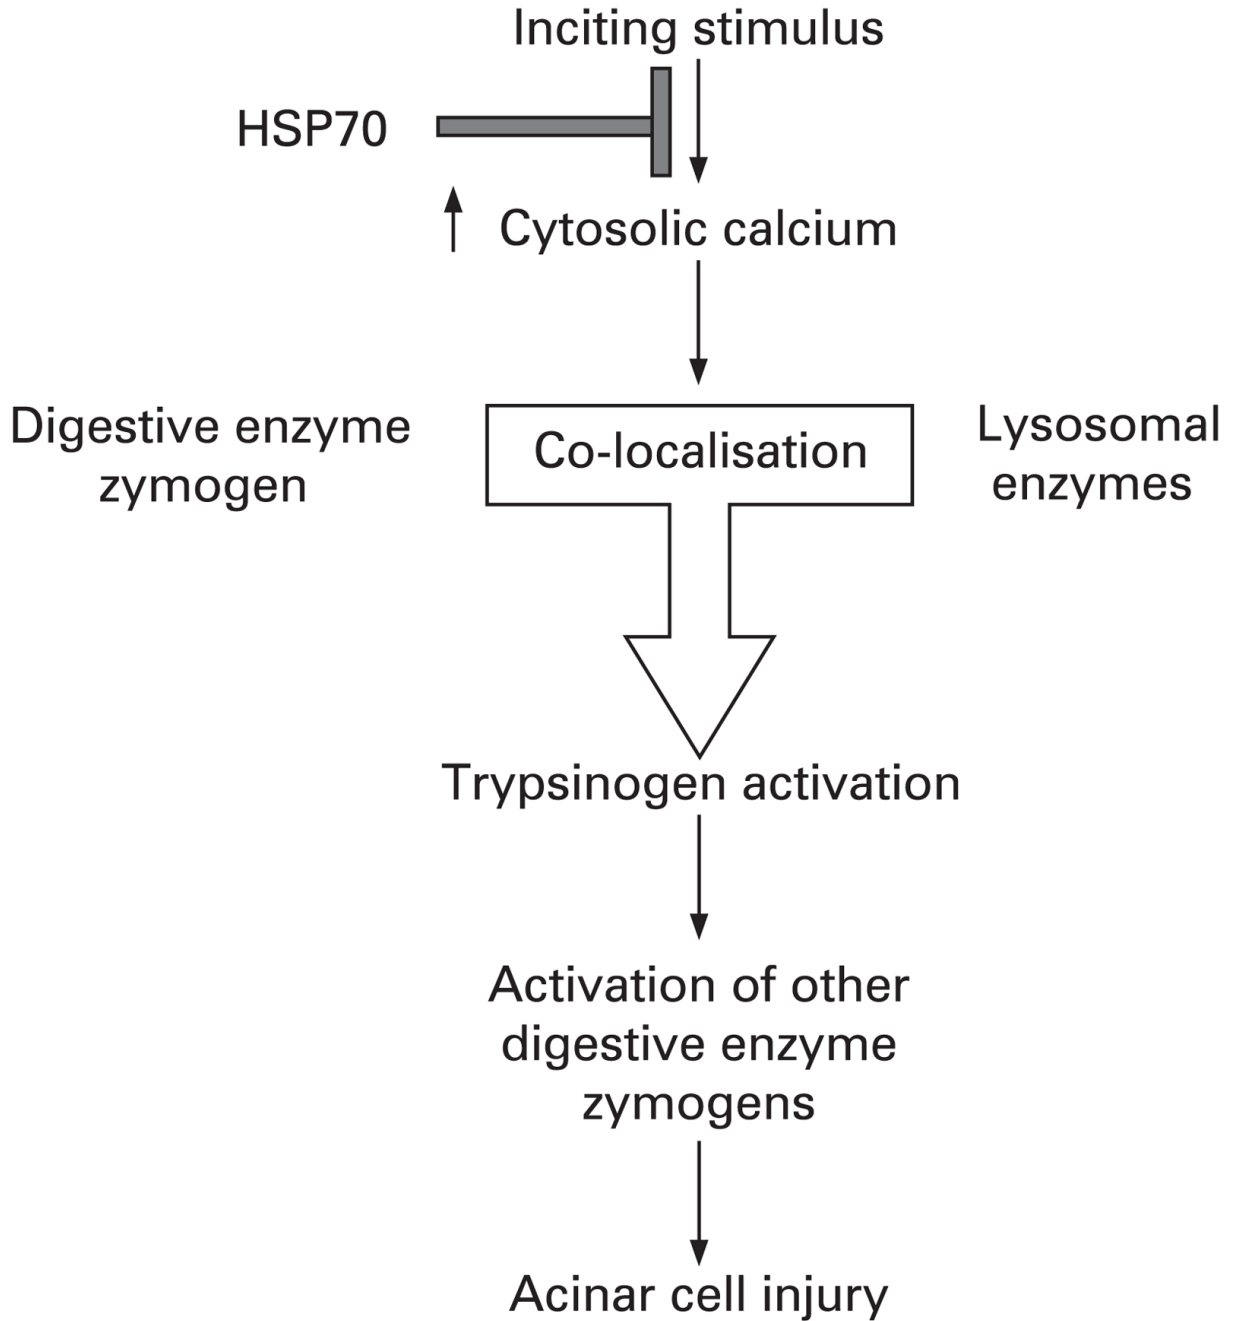 Inciting stimulus
HSP70
Cytosolic calcium
Digestive enzyme
zymogen
Co-localisation
Lysosomal
enzymes
Trypsinogen activation
Activation of other
digestive enzyme
zymogens
Acinar cell injury